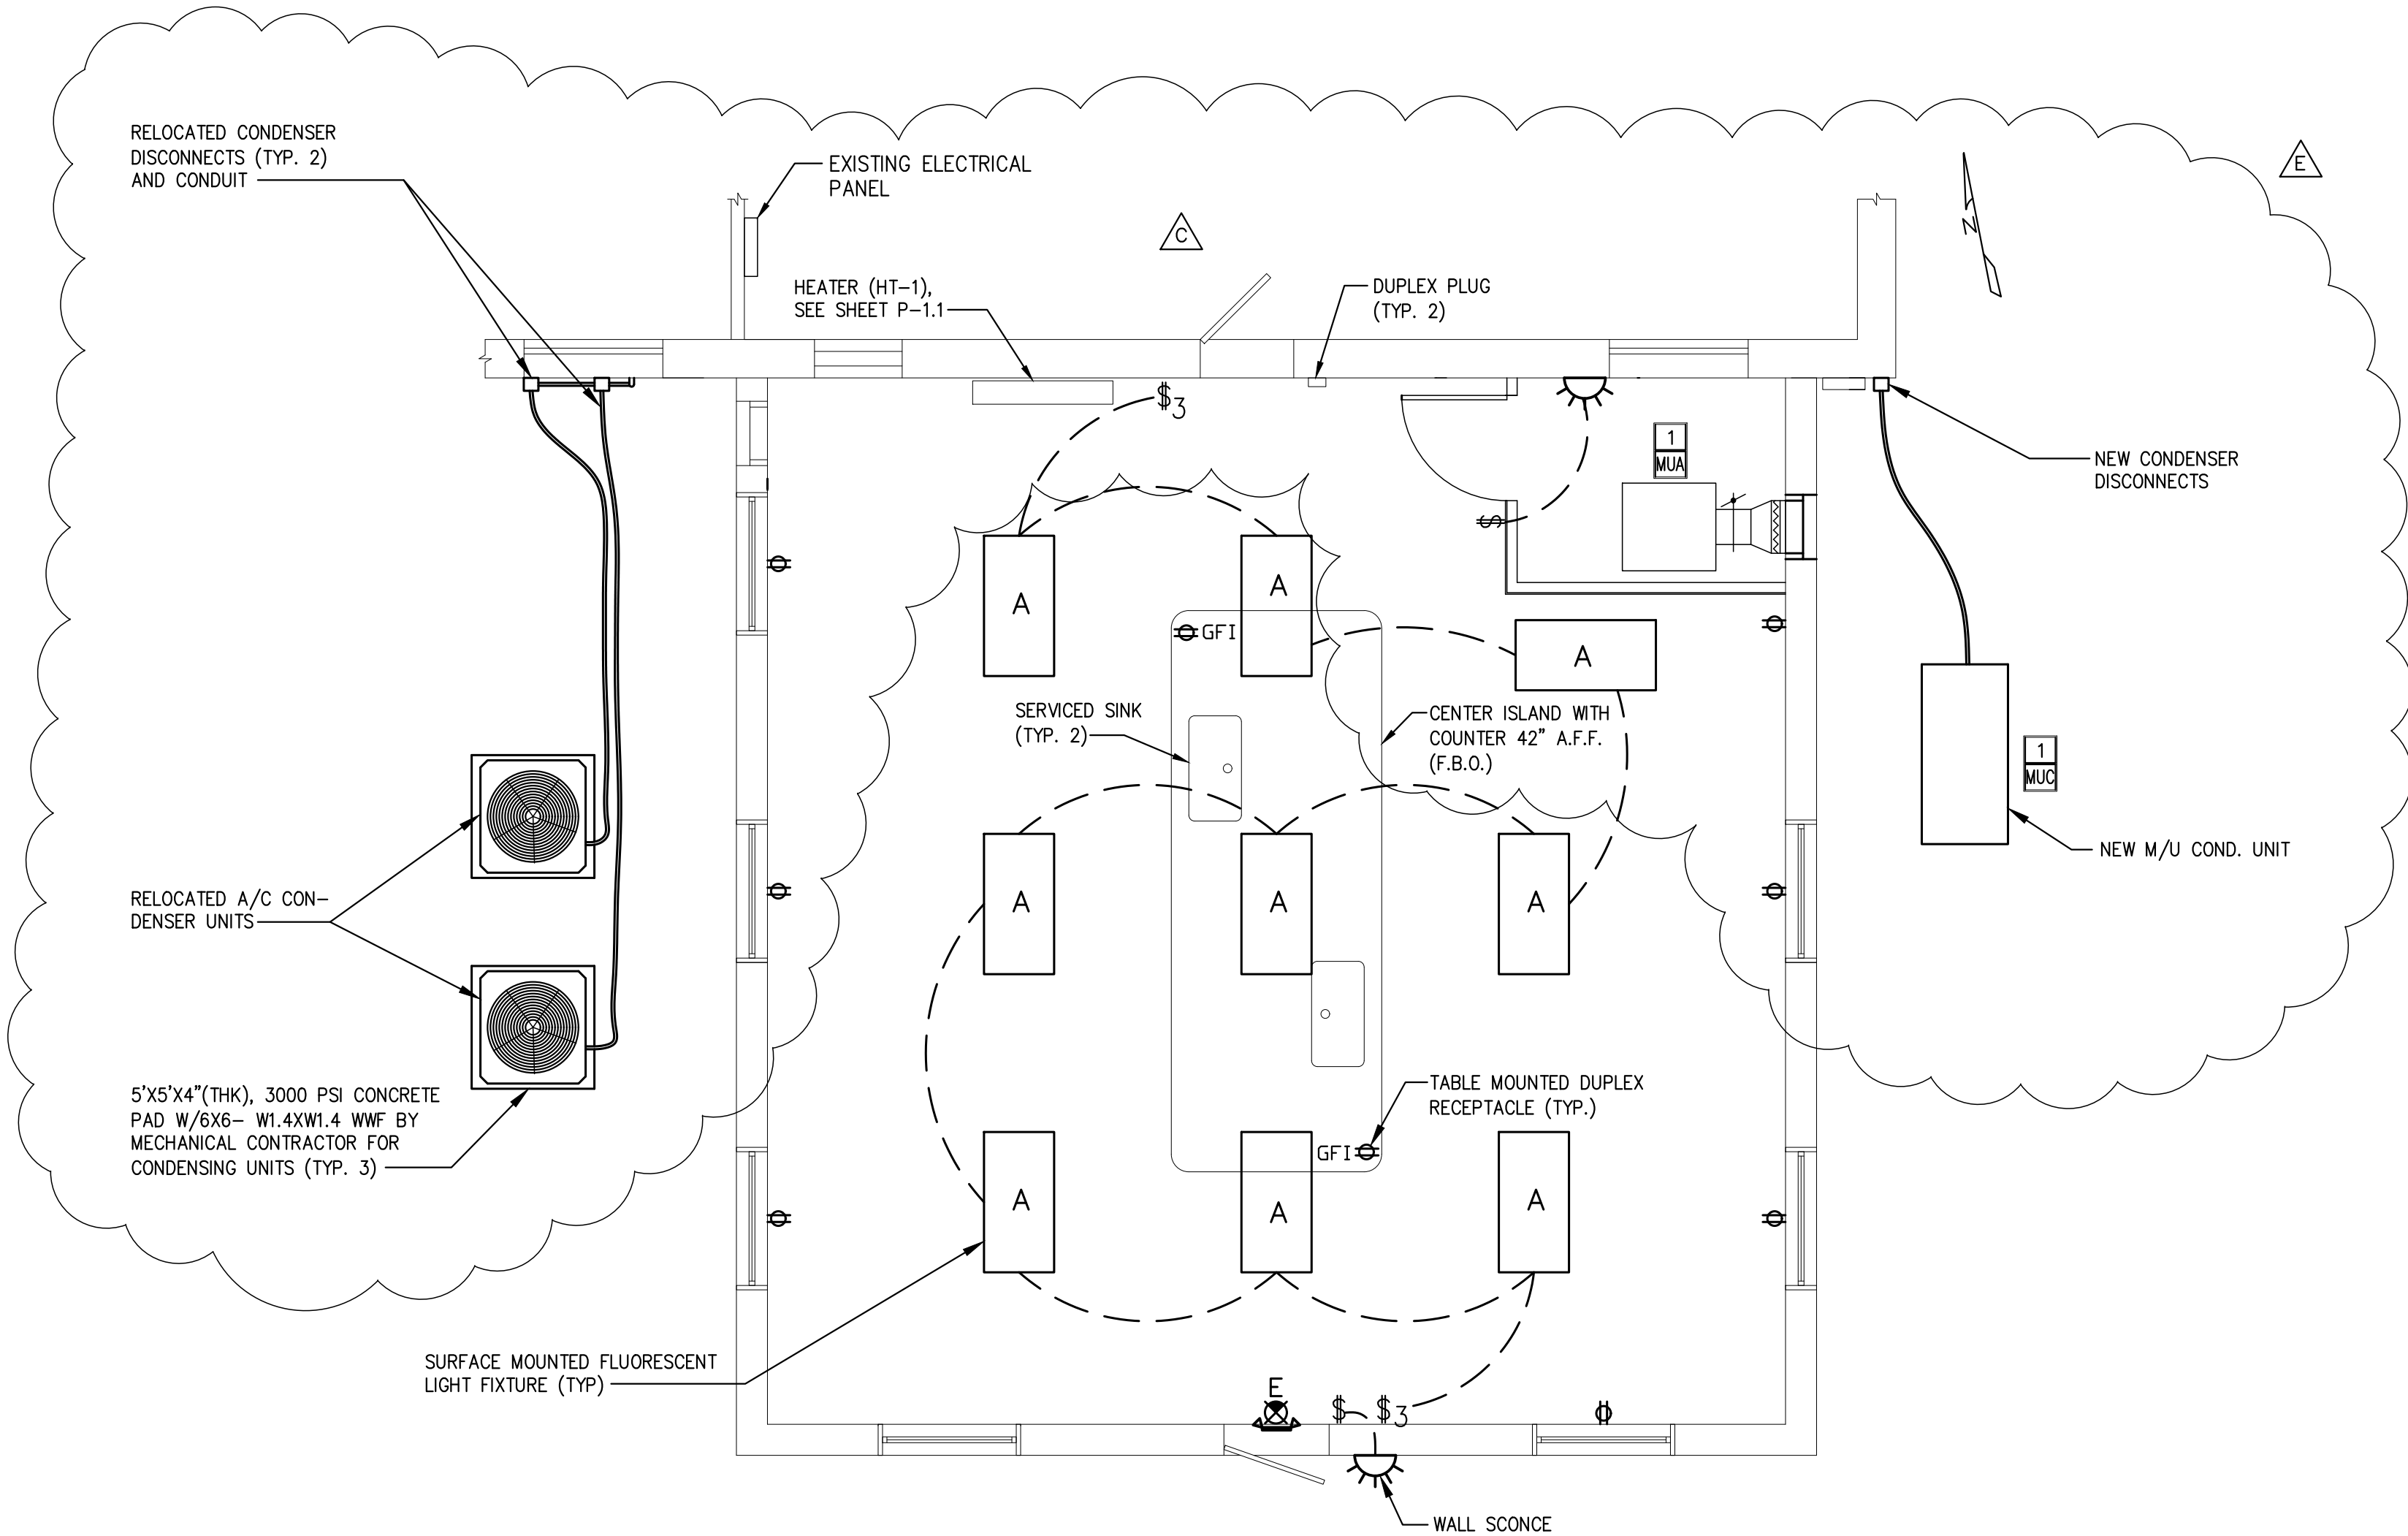 RELOCATED CONDENSER
DISCONNECTS (TYP. 2)
AND CONDUIT
EXISTING ELECTRICAL
PANEL
C
E
N
HEATER (HT-1),
SEE SHEET P-1.1
DUPLEX PLUG
(TYP. 2)
$3
1
MUA
NEW CONDENSER
DISCONNECTS
$
A
A
GFI
A
SERVICED SINK
(TYP. 2)
CENTER ISLAND WITH
COUNTER 42" A.F.F.
(F.B.O.)
1
MUC
NEW M/U COND. UNIT
RELOCATED A/C CON-
DENSER UNITS
A
A
A
5'X5'X4"(THK), 3000 PSI CONCRETE
PAD W/6X6- W1.4XW1.4 WWF BY
MECHANICAL CONTRACTOR FOR
CONDENSING UNITS (TYP. 3)
TABLE MOUNTED DUPLEX
RECEPTACLE (TYP.)
GFI
A
A
A
SURFACE MOUNTED FLUORESCENT
LIGHT FIXTURE (TYP)
E
$ $3
WALL SCONCE